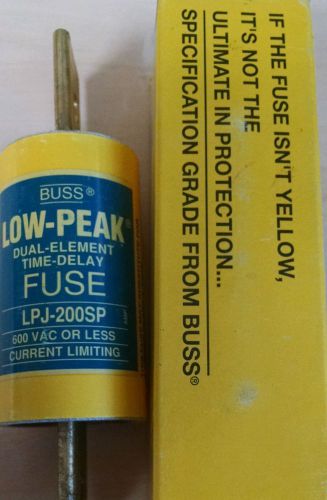 BUSS®
LOW-PEAK®
DUAL-ELEMENT
TIME-DELAY
FUSE
LPJ-200SP
600 VAC OR LESS
CURRENT LIMITING
IF THE FUSE ISN'T YELLOW,
IT'S NOT THE
ULTIMATE IN PROTECTION...
SPECIFICATION GRADE FROM BUSS®